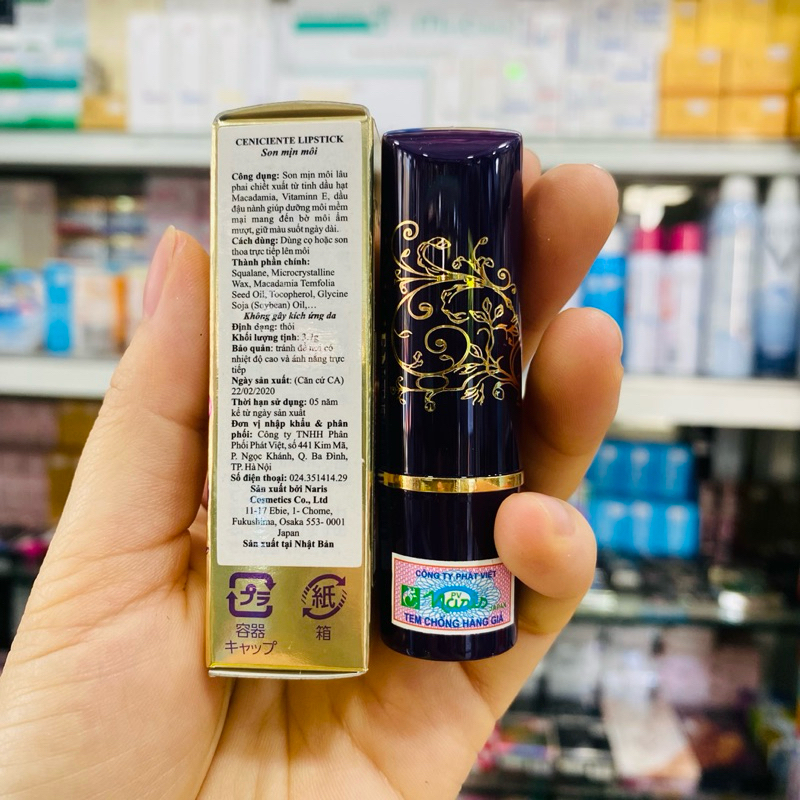 CENICIENTE LIPSTICK
Son mịn môi
Công dụng: Son mịn môi lâu
phai chiết xuất từ tinh dầu hạt
Macadamia, Vitaminn E, dầu
đậu nành giúp dưỡng môi mềm
mại mang đến bờ môi ẩm
mượt, giữ màu suốt ngày dài.
Cách dùng: Dùng cọ hoặc son
thoa trực tiếp lên môi
Thành phần chính:
Squalane, Microcrystalline
Wax, Macadamia Temfolia
Seed Oil, Tocopherol, Glycine
Soja (Soybean) Oil,...
Không gây kích ứng da
Định dạng: thỏi
Khối lượng tịnh: 3.7g
Bảo quản: tránh để nơi có
nhiệt độ cao và ánh nắng trực
tiếp
Ngày sản xuất: (Căn cứ CA)
22/02/2020
Thời hạn sử dụng: 05 năm
kể từ ngày sản xuất
Đơn vị nhập khẩu & phân
phối: Công ty TNHH Phân
Phối Phát Việt, số 441 Kim Mã,
P. Ngọc Khánh, Q. Ba Đình,
TP. Hà Nội
Số điện thoại: 024.351414.29
Sản xuất bởi Naris
Cosmetics Co., Ltd
11-17 Ebie, 1- Chome,
Fukushima, Osaka 553- 0001
Japan
Sản xuất tại Nhật Bản
プラ
紙
容器
キャップ
箱
CÔNG TY PHÁT VIỆT
PV
Naris
JAPAN
TEM CHỐNG HÀNG GIẢ